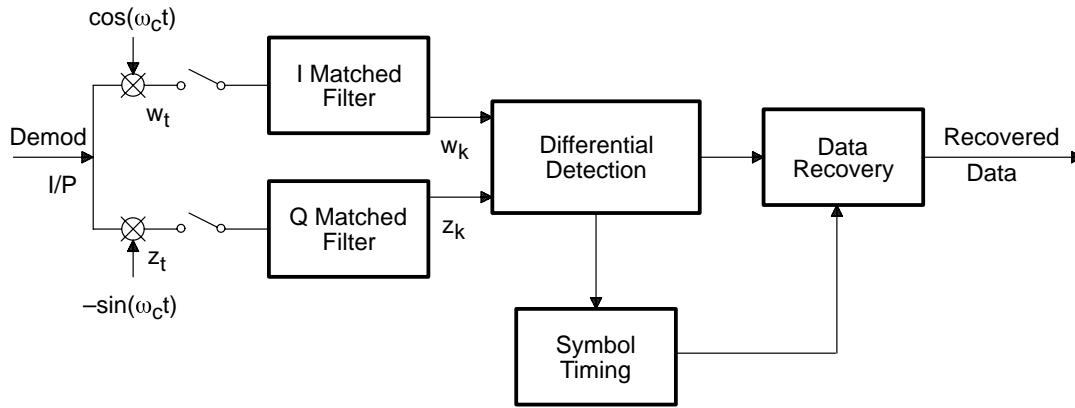 cos(ωct)
I Matched
Filter
wt
wk
Demod
I/P
Differential
Detection
Data
Recovery
Recovered
Data
Q Matched
Filter
zt
zk
–sin(ωct)
Symbol
Timing